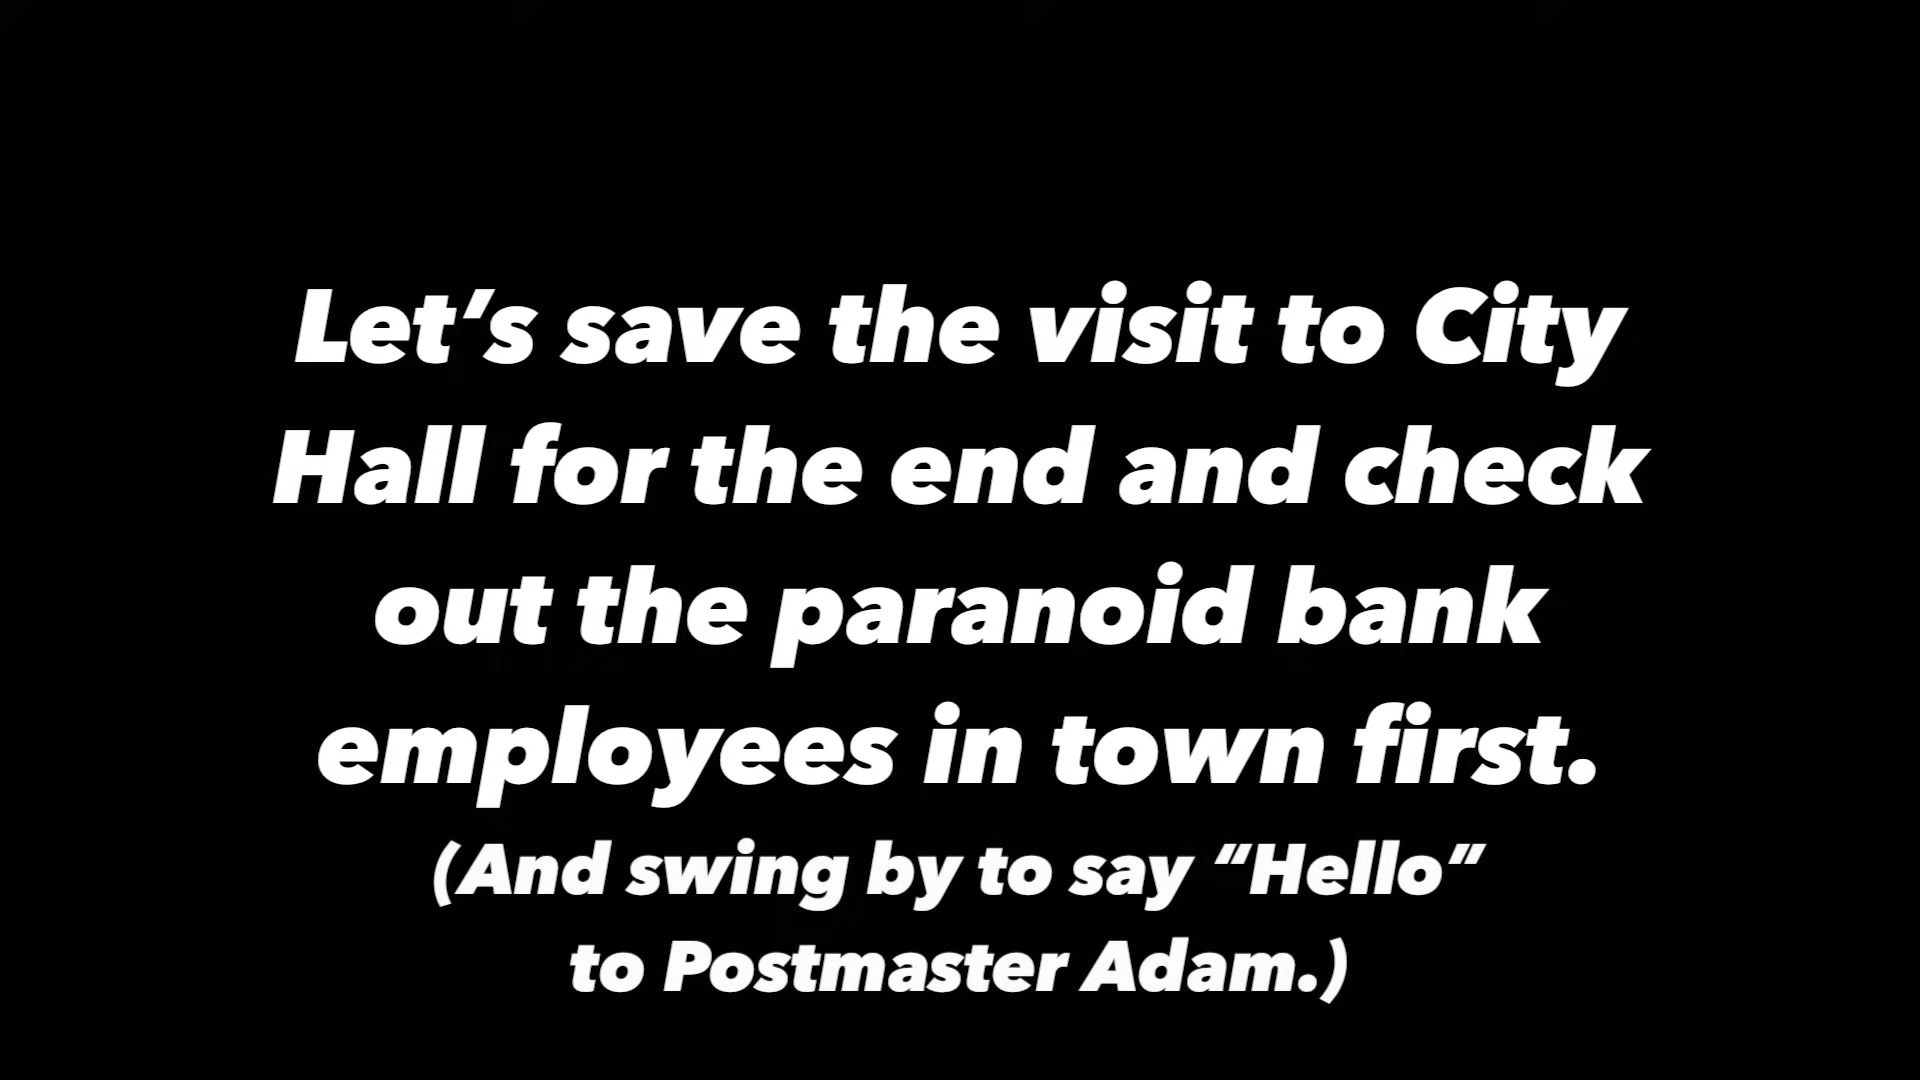 Let’s save the visit to City
Hall for the end and check
out the paranoid bank
employees in town first.
(And swing by to say “Hello”
to Postmaster Adam.)